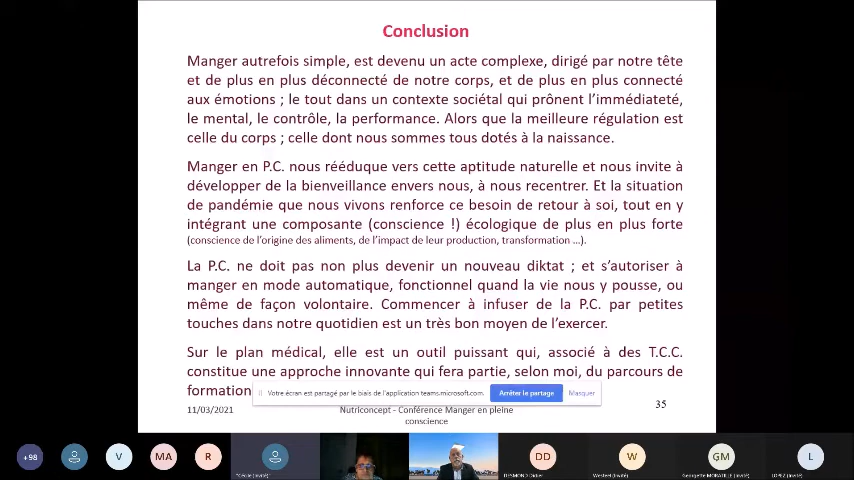 Conclusion
Manger autrefois simple, est devenu un acte complexe, dirigé par notre tête
et de plus en plus déconnecté de notre corps, et de plus en plus connecté
aux émotions ; le tout dans un contexte sociétal qui prônent l'immédiateté,
le mental, le contrôle, la performance. Alors que la meilleure régulation est
celle du corps ; celle dont nous sommes tous dotés à la naissance.
Manger en P.C. nous rééduque vers cette aptitude naturelle et nous invite à
développer de la bienveillance envers nous, à nous recentrer. Et la situation
de pandémie que nous vivons renforce ce besoin de retour à soi, tout en y
intégrant une composante (conscience !) écologique de plus en plus forte
(conscience de l'origine des aliments, de l'impact de leur production, transformation ...).
La P.C. ne doit pas non plus devenir un nouveau diktat ; et s'autoriser à
manger en mode automatique, fonctionnel quand la vie nous y pousse, ou
même de façon volontaire. Commencer à infuser de la P.C. par petites
touches dans notre quotidien est un très bon moyen de l'exercer.
Sur le plan médical, elle est un outil puissant qui, associé à des T.C.C.
constitue une approche innovante qui fera partie, selon moi, du parcours de
formation
Votre écran est partagé par le biais de l'application teams.microsoft.com.
Arrêter le partage
Masquer
11/03/2021
Nutriconcept - Conférence Manger en pleine
conscience
35
+98
V
MA
R
DD
W
GM
L
"Cécile (Invité)"
DESMOND Didier
Westeel (Invité)
(Invité)
LOPEZ (Invité)